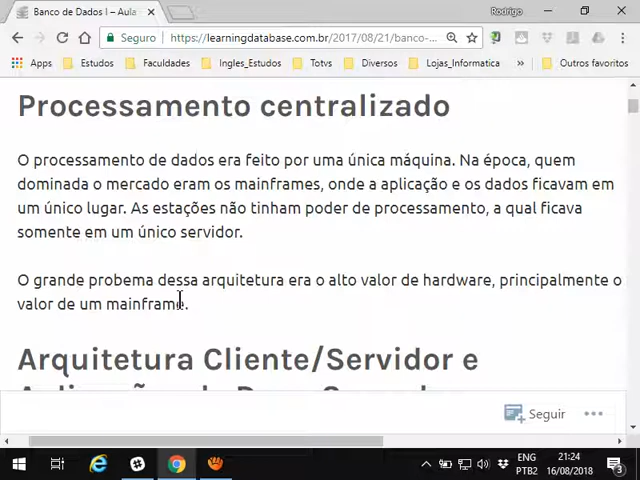 Banco de Dados I – Aula
Rodrigo
Seguro
https://learningdatabase.com.br/2017/08/21/banco-...
Apps
Estudos
Faculdades
Ingles_Estudos
Totvs
Diversos
Lojas_Informatica
»
Outros favoritos
Processamento centralizado
O processamento de dados era feito por uma única máquina. Na época, quem
dominada o mercado eram os mainframes, onde a aplicação e os dados ficavam em
um único lugar. As estações não tinham poder de processamento, a qual ficava
somente em um único servidor.
O grande probema dessa arquitetura era o alto valor de hardware, principalmente o
valor de um mainframe.
Arquitetura Cliente/Servidor e
Seguir
ENG
21:24
PTB2
16/08/2018
3